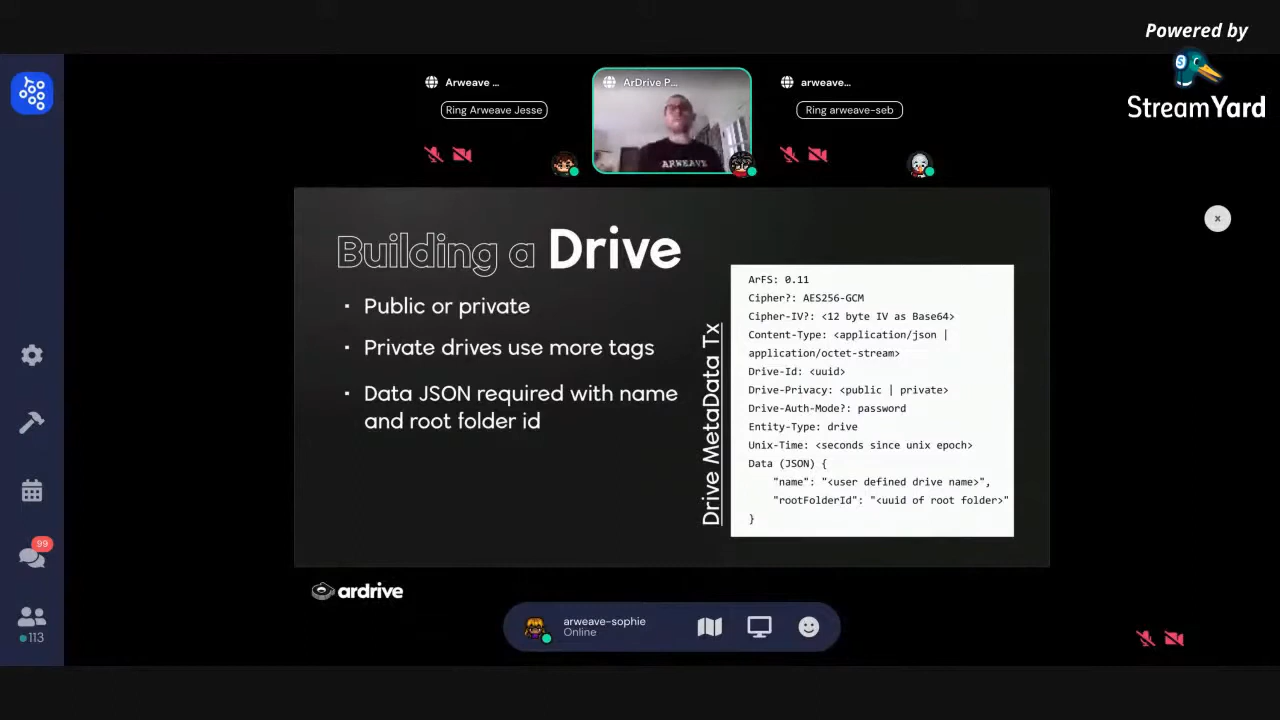 Powered by
StreamYard
Arweave ...
ArDrive P...
arweave...
Ring Arweave Jesse
Ring arweave-seb
ARWEAVE
Building a Drive
· Public or private
· Private drives use more tags
· Data JSON required with name
and root folder id
Drive MetaData Tx
ArFS: 0.11
Cipher?: AES256-GCM
Cipher-IV?: <12 byte IV as Base64>
Content-Type: <application/json |
application/octet-stream>
Drive-Id: <uuid>
Drive-Privacy: <public | private>
Drive-Auth-Mode?: password
Entity-Type: drive
Unix-Time: <seconds since unix epoch>
Data (JSON) {
"name": "<user defined drive name>",
"rootFolderId": "<uuid of root folder>"
}
ardrive
arweave-sophie
Online
99
113